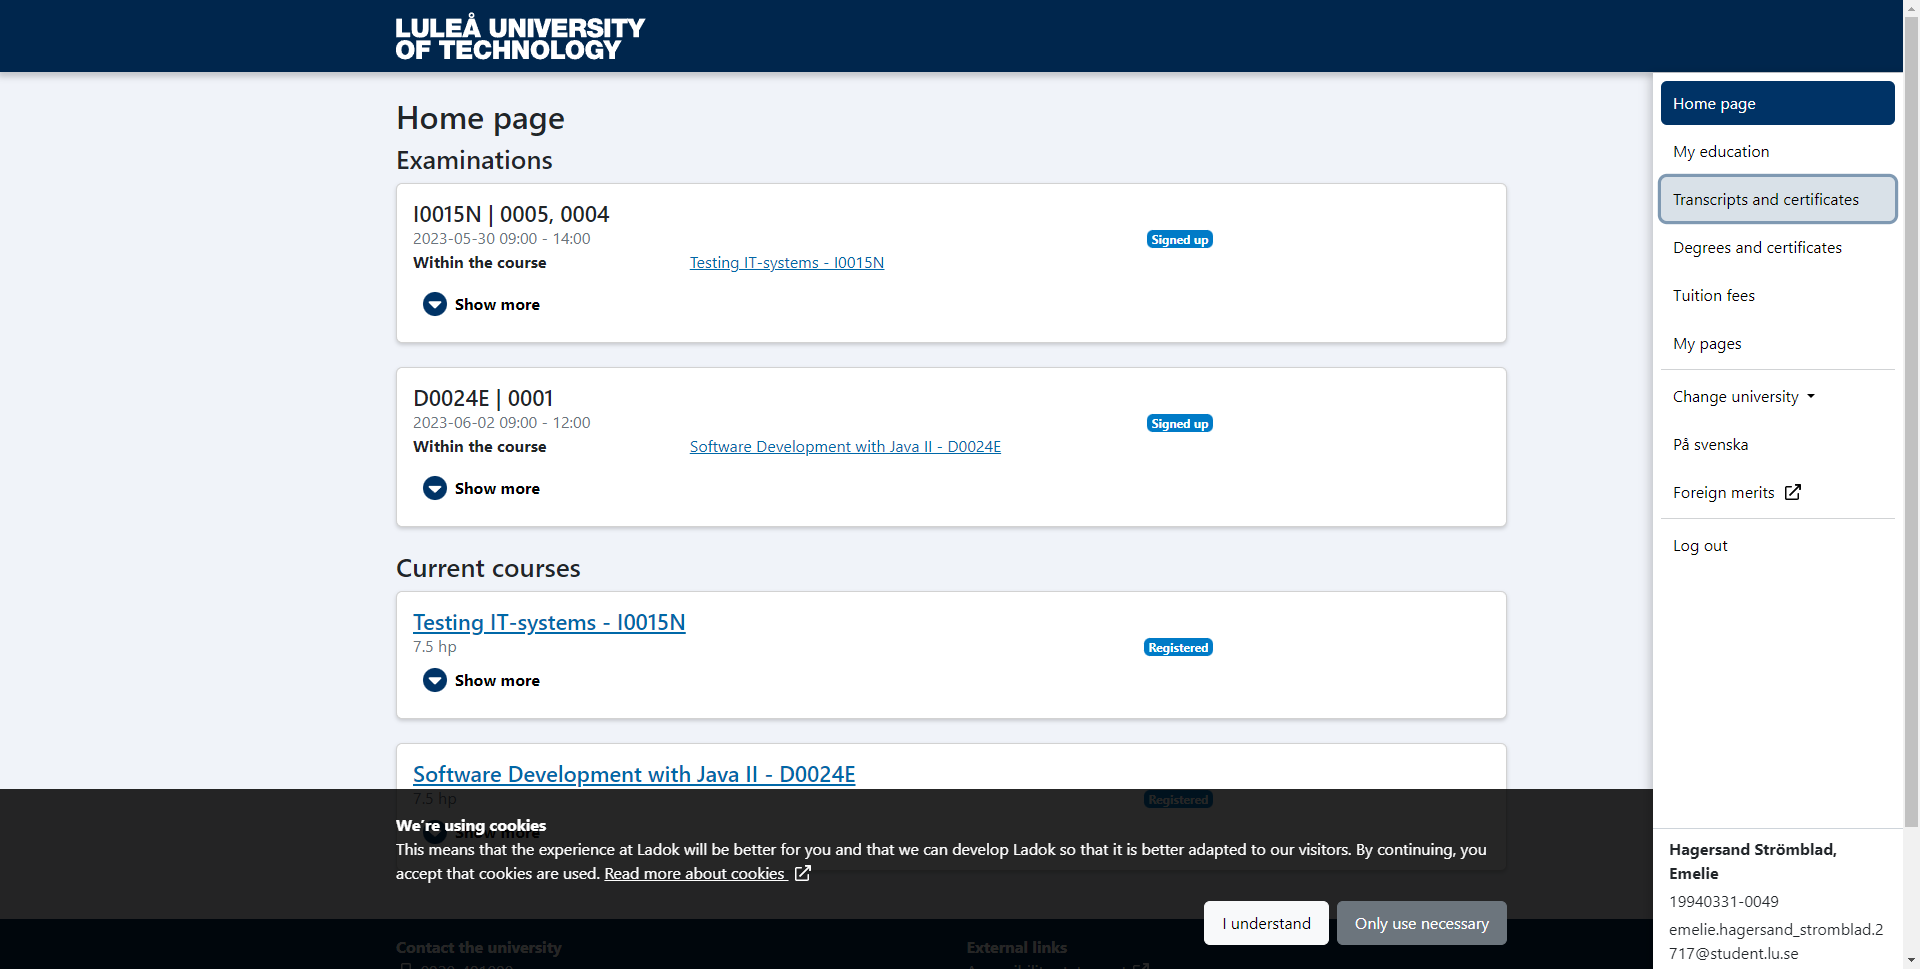 LULEÅ UNIVERSITY
OF TECHNOLOGY
Home page
Examinations
I0015N | 0005, 0004
2023-05-30 09:00 - 14:00
Signed up
Within the course
Testing IT-systems - I0015N
Show more
D0024E | 0001
2023-06-02 09:00 - 12:00
Signed up
Within the course
Software Development with Java II - D0024E
Show more
Current courses
Testing IT-systems - I0015N
7.5 hp
Registered
Show more
Software Development with Java II - D0024E
7.5 hp
Registered
Show more
We're using cookies
This means that the experience at Ladok will be better for you and that we can develop Ladok so that it is better adapted to our visitors. By continuing, you
accept that cookies are used. Read more about cookies
I understand
Only use necessary
Contact the university
External links
Home page
My education
Transcripts and certificates
Degrees and certificates
Tuition fees
My pages
Change university
På svenska
Foreign merits
Log out
Hagersand Strömblad,
Emelie
19940331-0049
emelie.hagersand_stromblad.2
717@student.lu.se